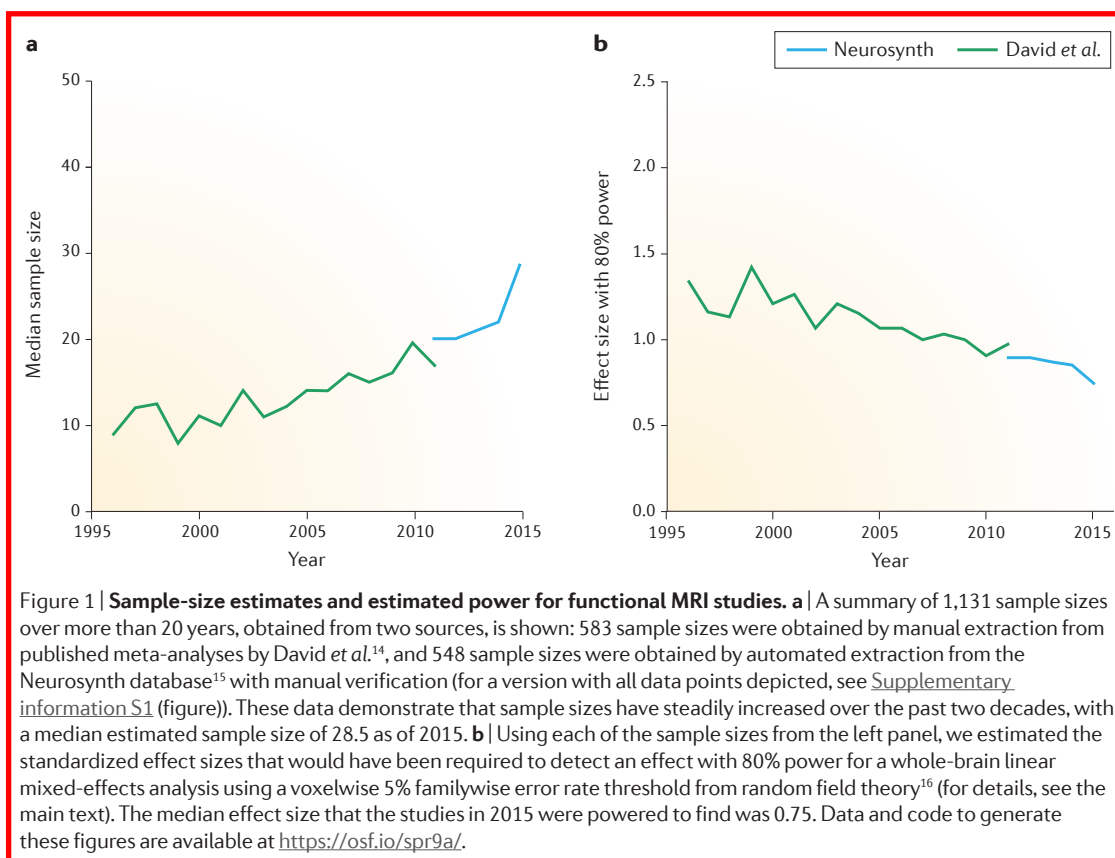 a
b
Neurosynth
David et al.
50
40
30
20
10
0
Median sample size
1995
2000
2005
2010
2015
Year
2.5
2.0
1.5
1.0
0.5
0.0
Effect size with 80% power
1995
2000
2005
2010
2015
Year
Figure 1 | Sample-size estimates and estimated power for functional MRI studies. a | A summary of 1,131 sample sizes
over more than 20 years, obtained from two sources, is shown: 583 sample sizes were obtained by manual extraction from
published meta-analyses by David et al.¹⁴, and 548 sample sizes were obtained by automated extraction from the
Neurosynth database¹⁵ with manual verification (for a version with all data points depicted, see Supplementary
information S1 (figure)). These data demonstrate that sample sizes have steadily increased over the past two decades, with
a median estimated sample size of 28.5 as of 2015. b | Using each of the sample sizes from the left panel, we estimated the
standardized effect sizes that would have been required to detect an effect with 80% power for a whole-brain linear
mixed-effects analysis using a voxelwise 5% familywise error rate threshold from random field theory¹⁶ (for details, see the
main text). The median effect size that the studies in 2015 were powered to find was 0.75. Data and code to generate
these figures are available at https://osf.io/spr9a/.